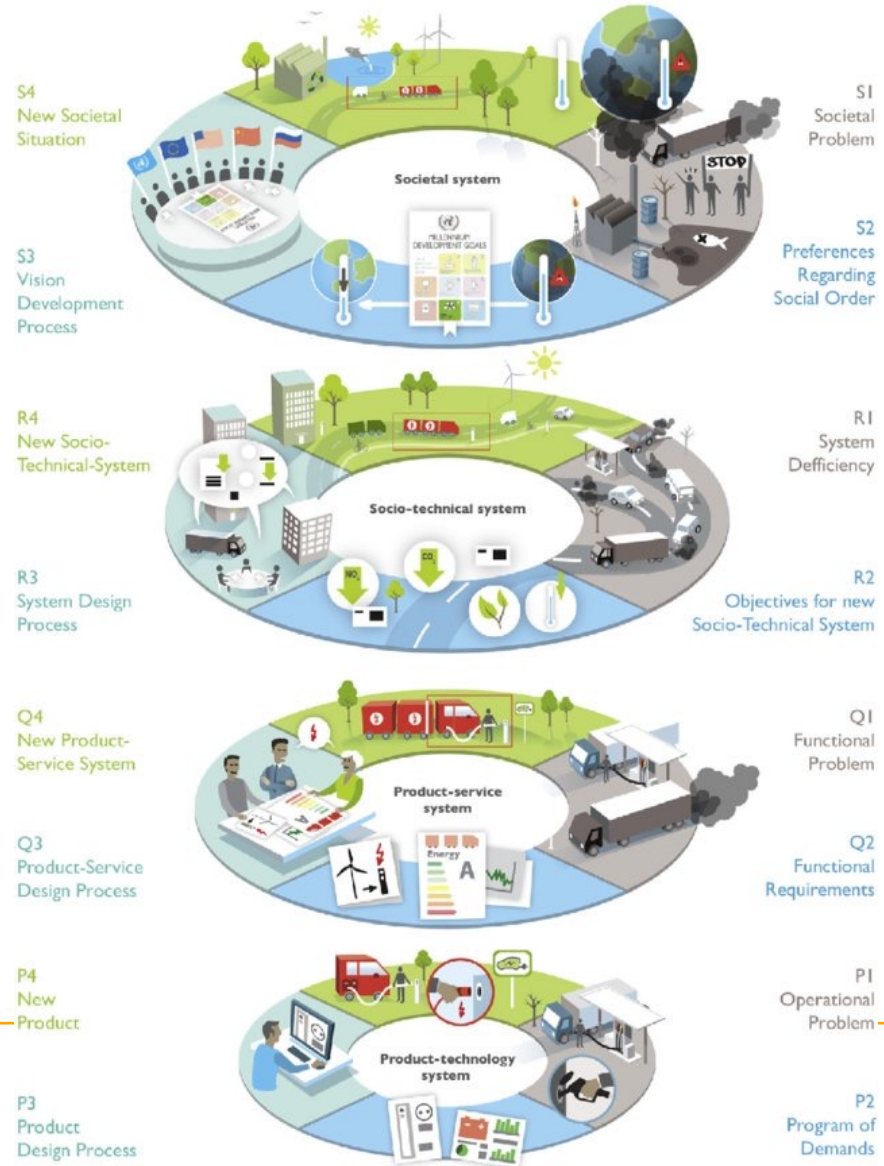 S4
New Societal
Situation
S1
Societal
Problem
STOP
Societal system
MILLENNIUM
DEVELOPMENT GOALS
S3
Vision
Development
Process
S2
Preferences
Regarding
Social Order
R4
New Socio-
Technical-System
R1
System
Defficiency
Socio-technical system
NO
CO
R3
System Design
Process
R2
Objectives for new
Socio-Technical System
Q4
New Product-
Service System
Q1
Functional
Problem
Product-service
system
Q3
Product-Service
Design Process
Energy
A
A
Q2
Functional
Requirements
P4
New
Product
P1
Operational
Problem
Product-technology
system
P3
Product
Design Process
P2
Program of
Demands